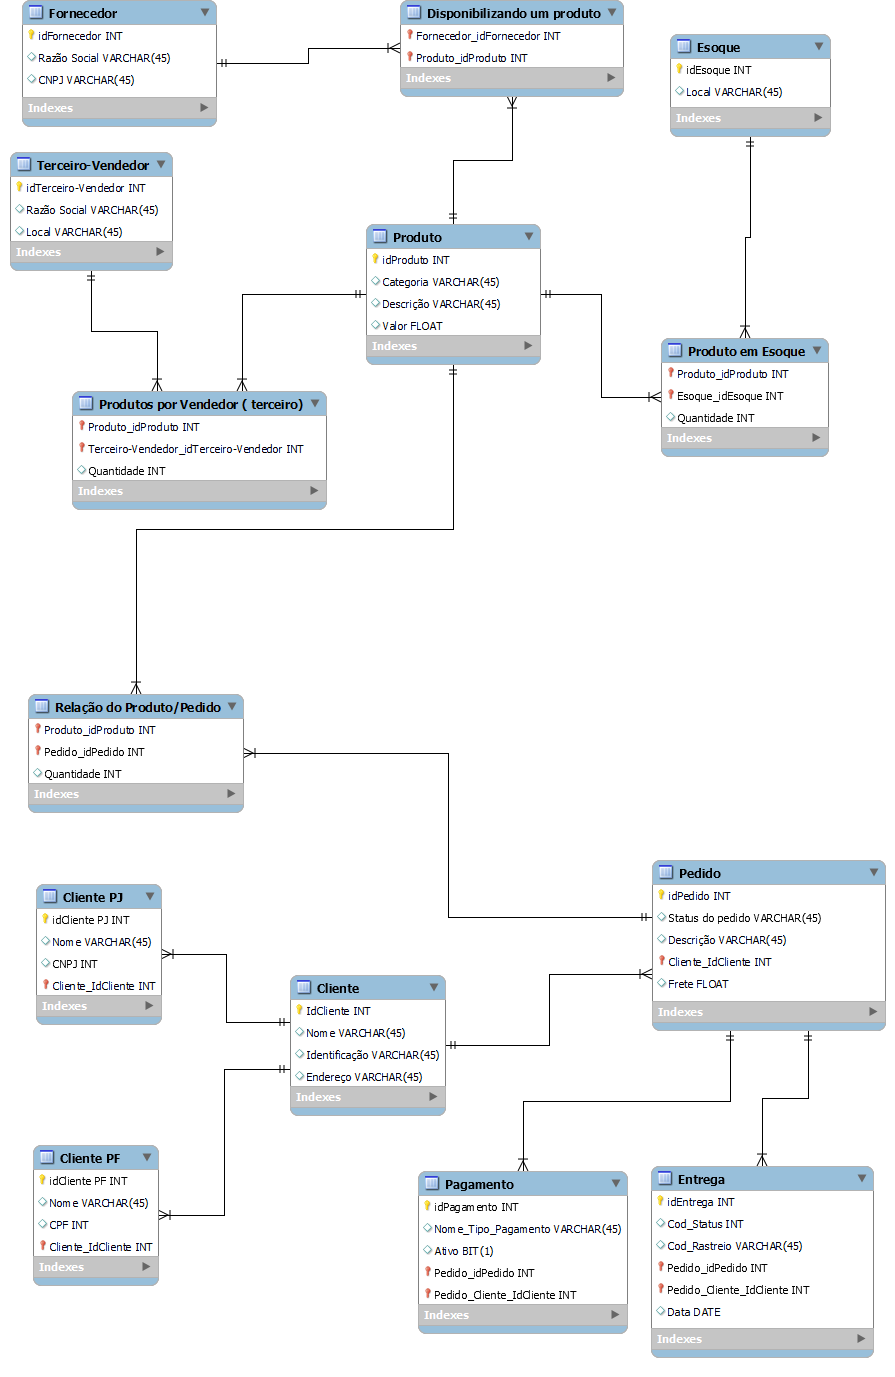 Fornecedor
idFornecedor INT
Razão Social VARCHAR(45)
CNPJ VARCHAR(45)
Indexes
Disponibilizando um produto
Fornecedor_idFornecedor INT
Produto_idProduto INT
Indexes
Esoque
idEsoque INT
Local VARCHAR(45)
Indexes
Terceiro-Vendedor
idTerceiro-Vendedor INT
Razão Social VARCHAR(45)
Local VARCHAR(45)
Indexes
Produto
idProduto INT
Categoria VARCHAR(45)
Descrição VARCHAR(45)
Valor FLOAT
Indexes
Produto em Esoque
Produto_idProduto INT
Esoque_idEsoque INT
Quantidade INT
Indexes
Produtos por Vendedor ( terceiro)
Produto_idProduto INT
Terceiro-Vendedor_idTerceiro-Vendedor INT
Quantidade INT
Indexes
Relação do Produto/Pedido
Produto_idProduto INT
Pedido_idPedido INT
Quantidade INT
Indexes
Pedido
idPedido INT
Status do pedido VARCHAR(45)
Descrição VARCHAR(45)
Cliente_IdCliente INT
Frete FLOAT
Indexes
Cliente PJ
idCliente PJ INT
Nome VARCHAR(45)
CNPJ INT
Cliente_IdCliente INT
Indexes
Cliente
IdCliente INT
Nome VARCHAR(45)
Identificação VARCHAR(45)
Endereço VARCHAR(45)
Indexes
Cliente PF
idCliente PF INT
Nome VARCHAR(45)
CPF INT
Cliente_IdCliente INT
Indexes
Pagamento
idPagamento INT
Nome_Tipo_Pagamento VARCHAR(45)
Ativo BIT(1)
Pedido_idPedido INT
Pedido_Cliente_IdCliente INT
Indexes
Entrega
idEntrega INT
Cod_Status INT
Cod_Rastreio VARCHAR(45)
Pedido_idPedido INT
Pedido_Cliente_IdCliente INT
Data DATE
Indexes